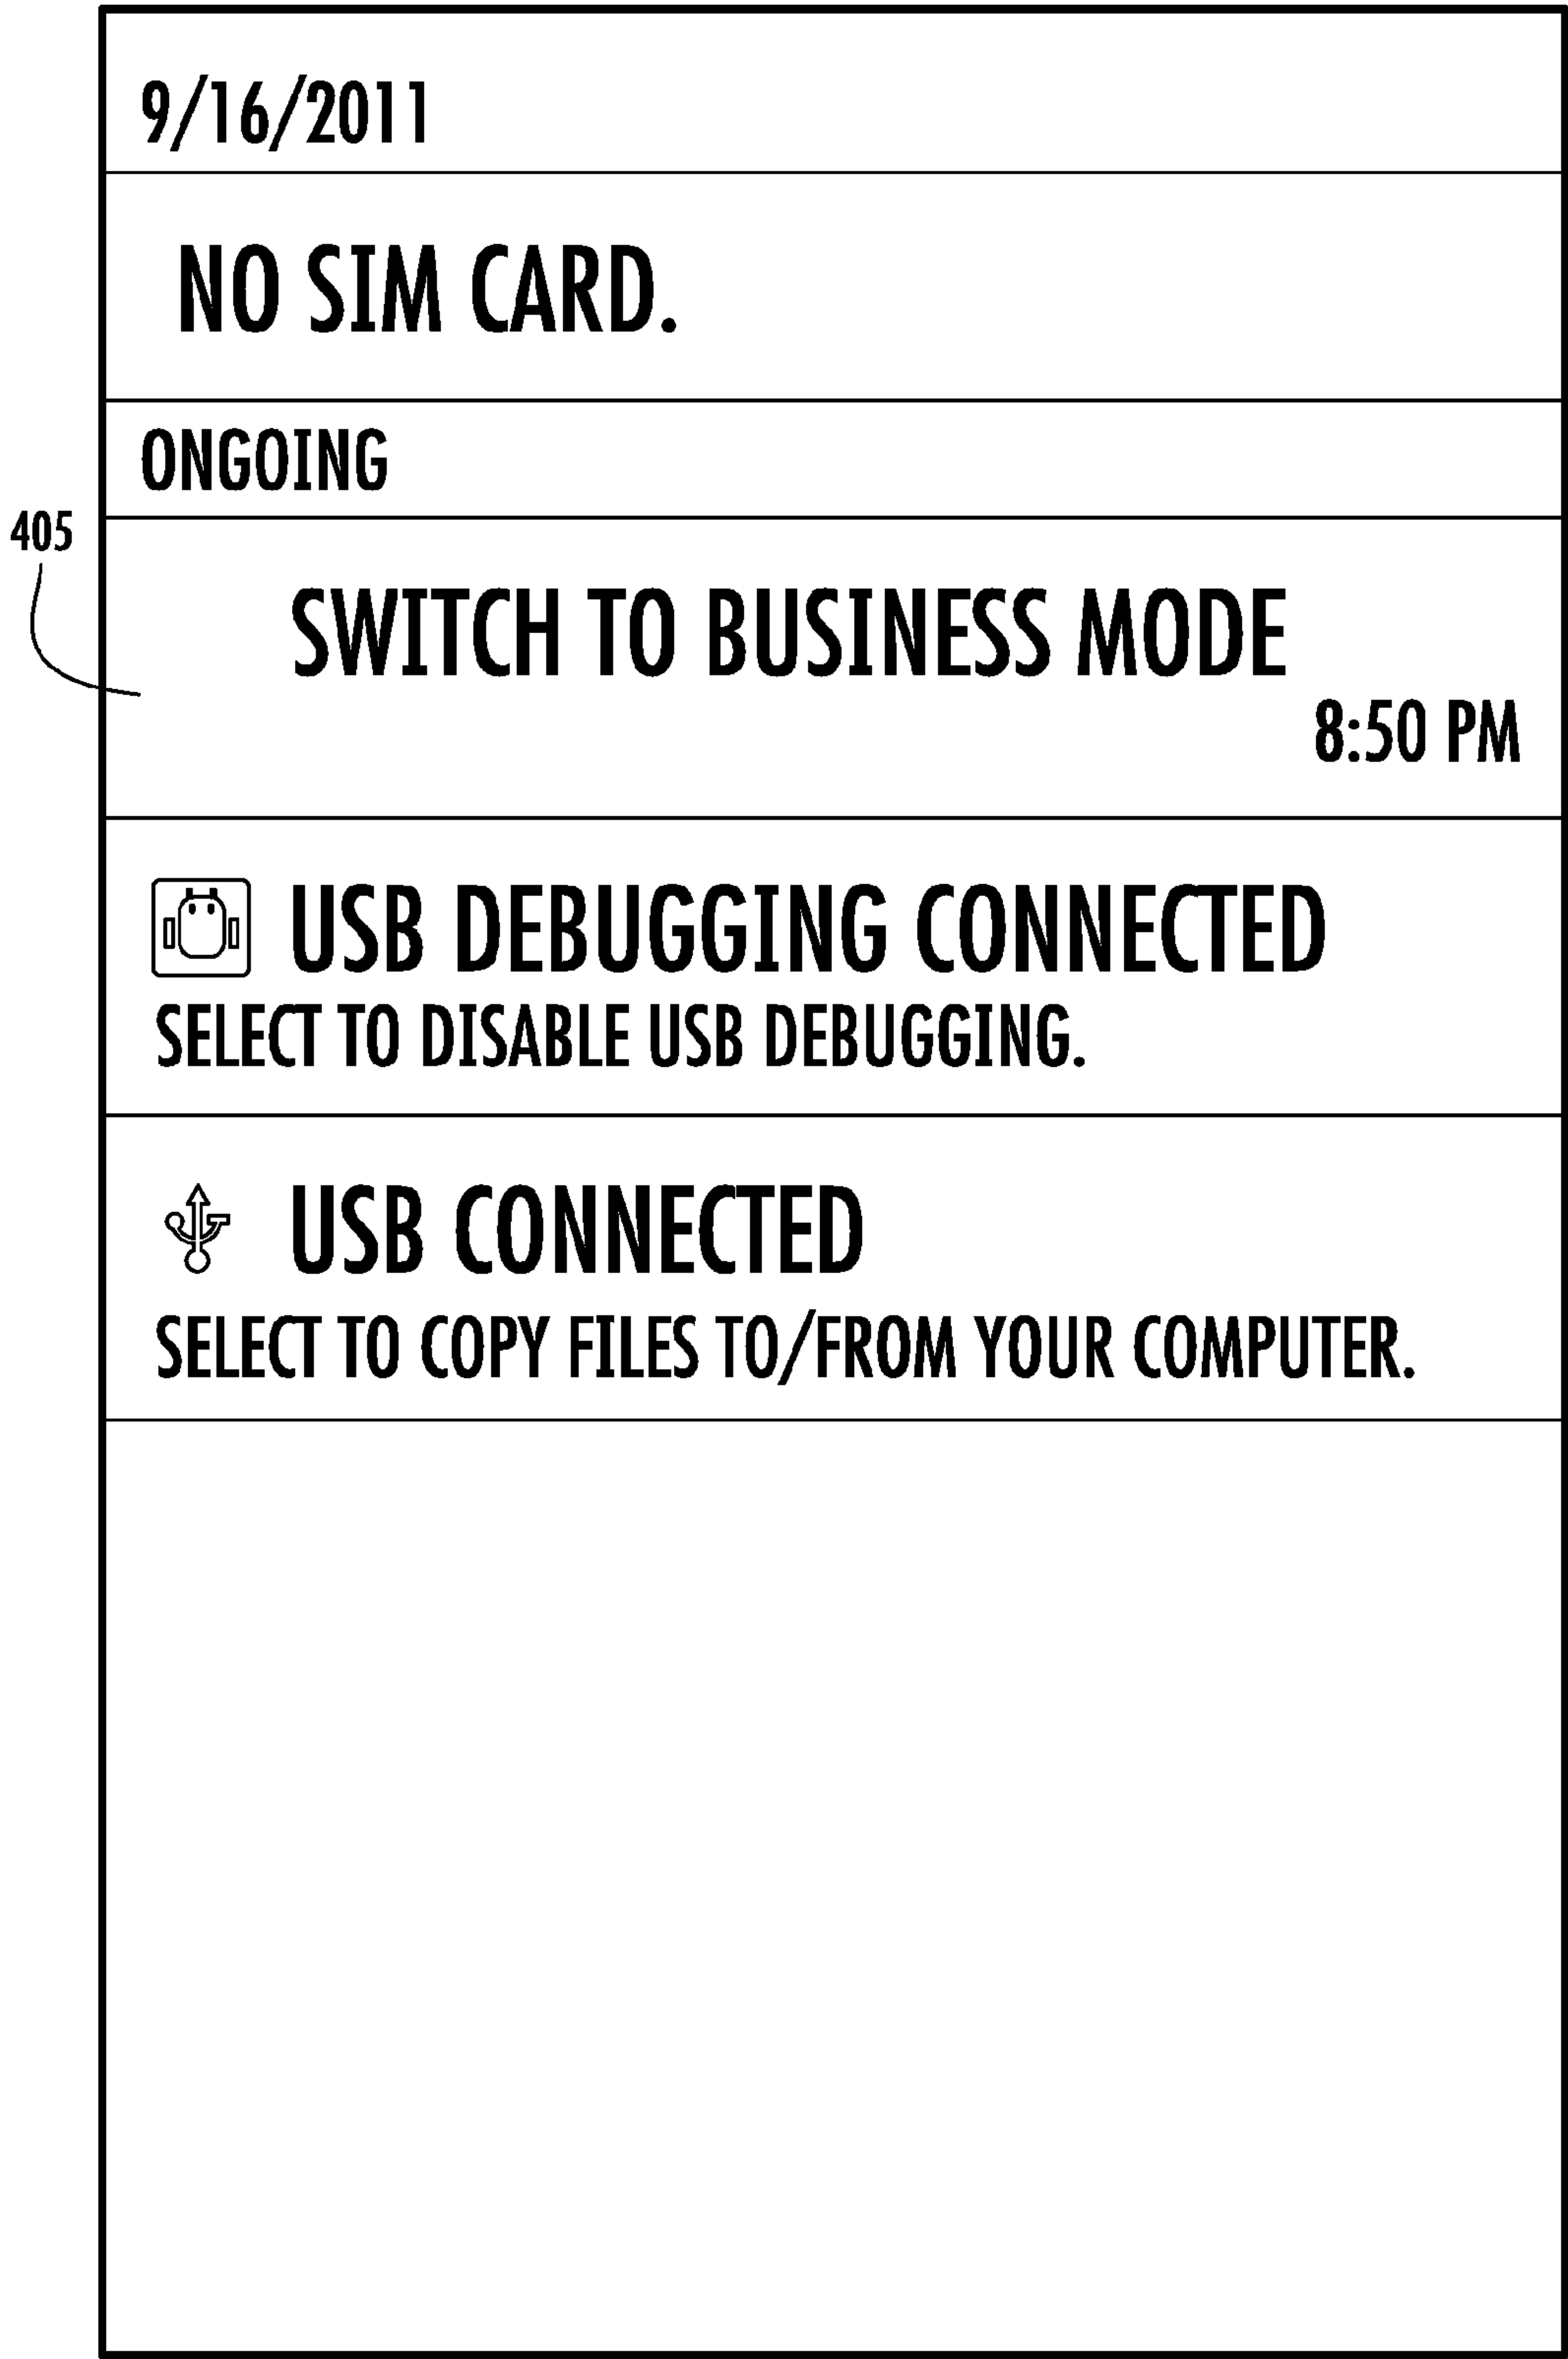 9/16/2011
NO SIM CARD.
ONGOING
405
SWITCH TO BUSINESS MODE
8:50 PM
USB DEBUGGING CONNECTED
SELECT TO DISABLE USB DEBUGGING.
USB CONNECTED
SELECT TO COPY FILES TO/FROM YOUR COMPUTER.